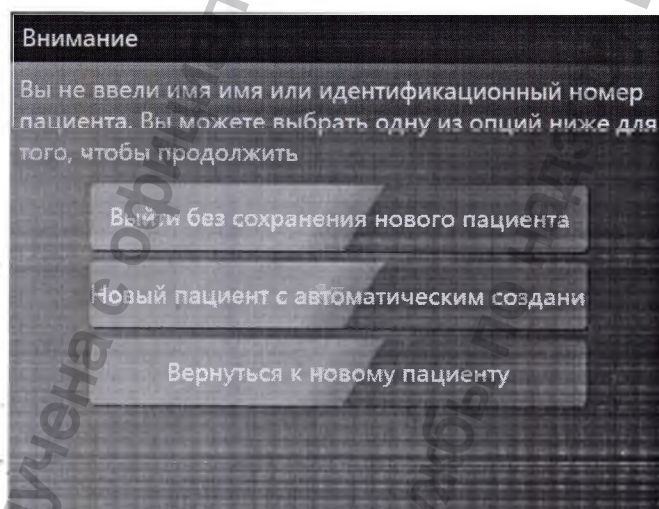 Внимание
Вы не ввели имя имя или идентификационный номер
пациента. Вы можете выбрать одну из опций ниже для
того, чтобы продолжить
Выйти без сохранения нового пациента
Новый пациент с автоматическим создани
Вернуться к новому пациенту